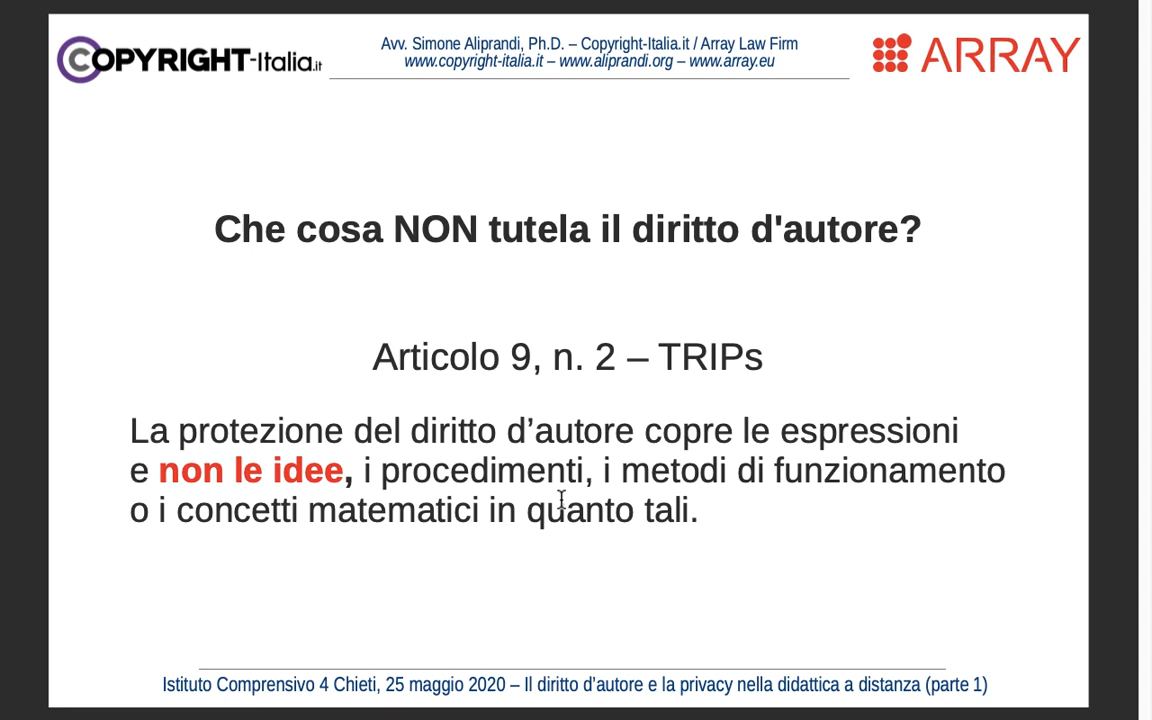 COPYRIGHT-Italia.it
Avv. Simone Aliprandi, Ph.D. – Copyright-Italia.it / Array Law Firm
www.copyright-italia.it – www.aliprandi.org – www.array.eu
ARRAY
Che cosa NON tutela il diritto d'autore?
Articolo 9, n. 2 – TRIPs
La protezione del diritto d’autore copre le espressioni
e non le idee, i procedimenti, i metodi di funzionamento
o i concetti matematici in quanto tali.
Istituto Comprensivo 4 Chieti, 25 maggio 2020 – Il diritto d’autore e la privacy nella didattica a distanza (parte 1)